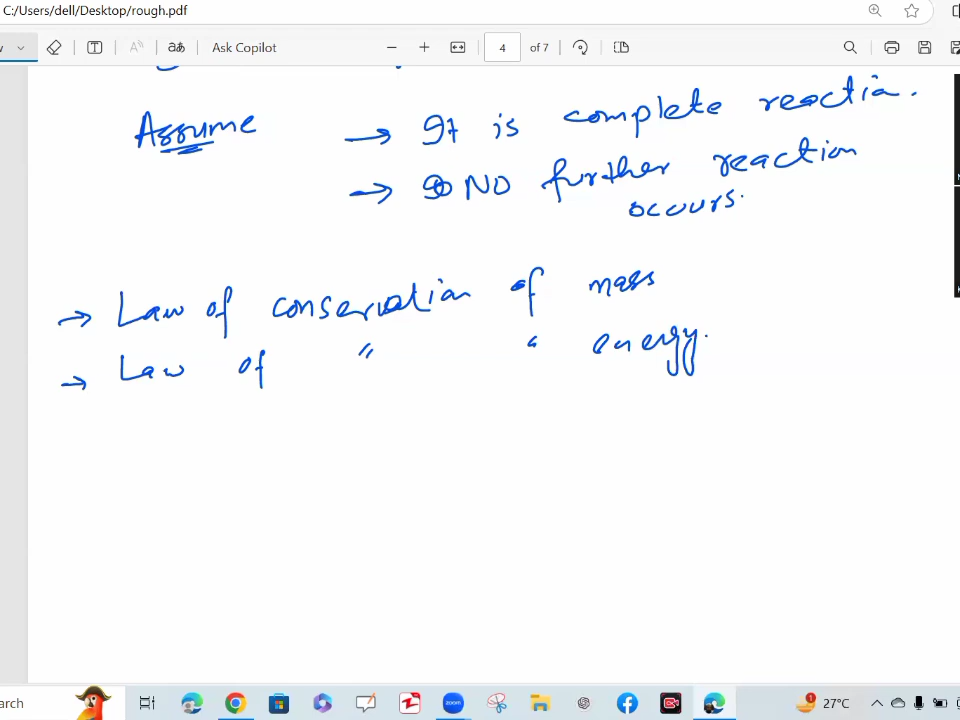 C:/Users/dell/Desktop/rough.pdf
Ask Copilot
4 of 7
Assume → It is complete reactia.
→ NO further reaction
occurs.
→ Law of conservation of mass
→ Law of " " energy.
arch
zoom
27°C